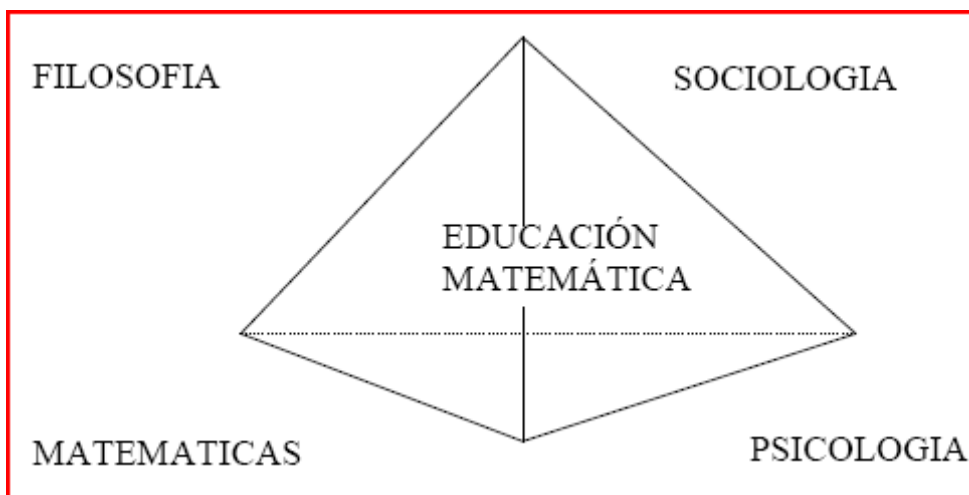 FILOSOFIA
SOCIOLOGIA
EDUCACIÓN
MATEMÁTICA
MATEMATICAS
PSICOLOGIA